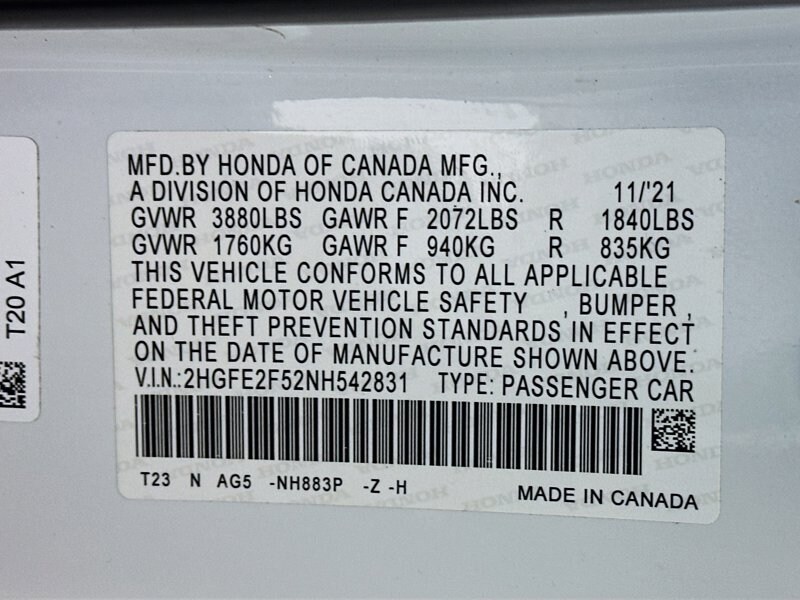 MFD.BY HONDA OF CANADA MFG.,
A DIVISION OF HONDA CANADA INC. 11/'21
GVWR 3880LBS GAWR F 2072LBS R 1840LBS
GVWR 1760KG GAWR F 940KG R 835KG
THIS VEHICLE CONFORMS TO ALL APPLICABLE
FEDERAL MOTOR VEHICLE SAFETY , BUMPER ,
AND THEFT PREVENTION STANDARDS IN EFFECT
ON THE DATE OF MANUFACTURE SHOWN ABOVE.
V.I.N.:2HGFE2F52NH542831 TYPE: PASSENGER CAR
T23 N AG5 -NH883P -Z -H
MADE IN CANADA
T20 A1